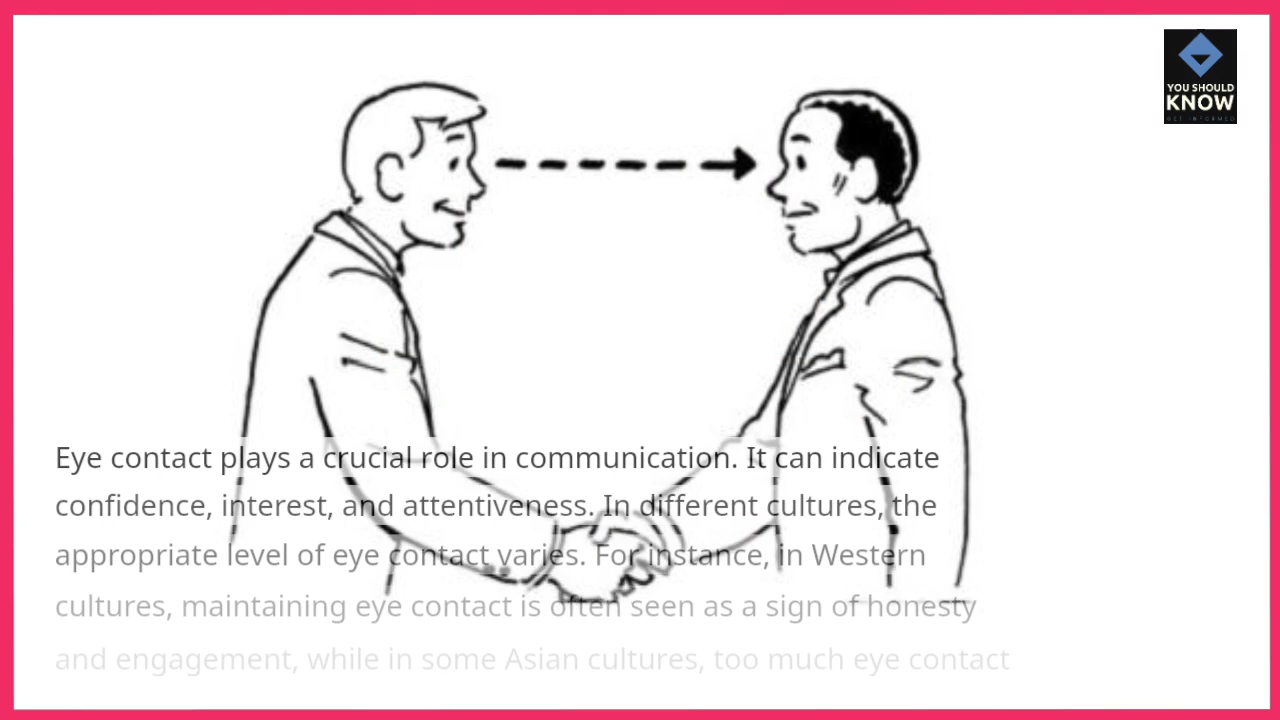 YOU SHOULD
KNOW
GET INFORMED
Eye contact plays a crucial role in communication. It can indicate
confidence, interest, and attentiveness. In different cultures, the
appropriate level of eye contact varies. For instance, in Western
cultures, maintaining eye contact is often seen as a sign of honesty
and engagement, while in some Asian cultures, too much eye contact